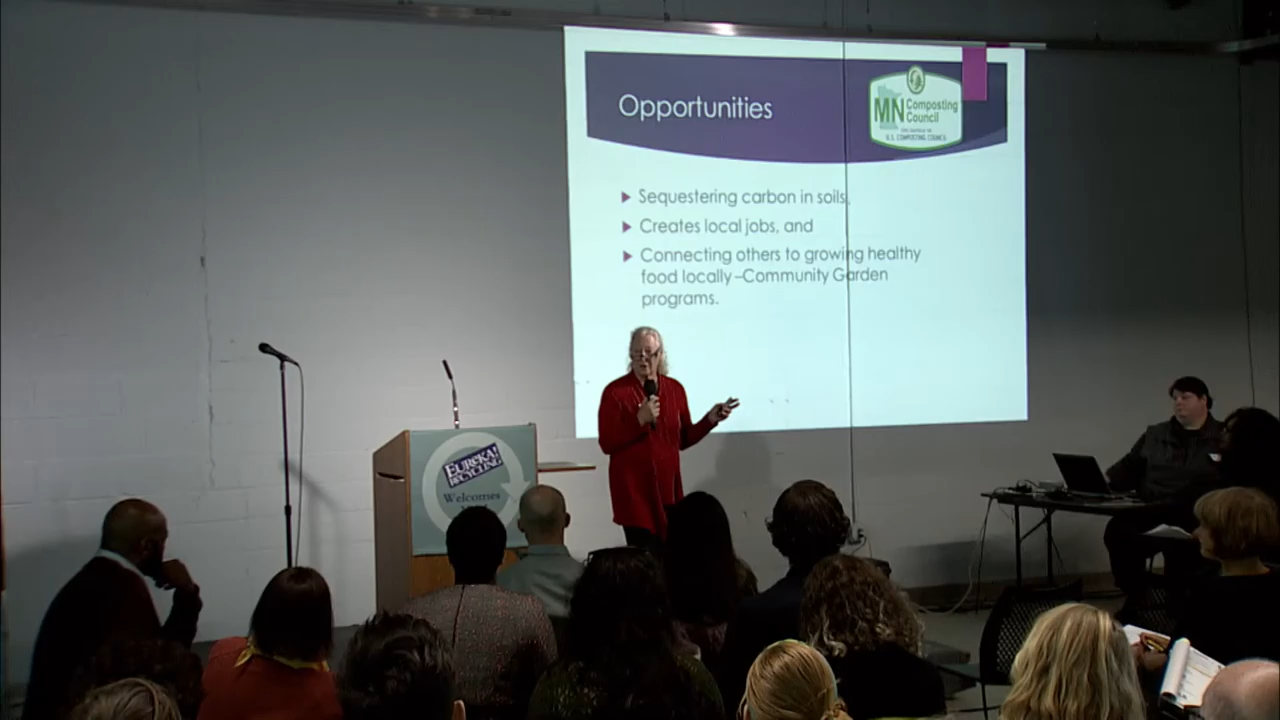 Opportunities
MN Composting
Council
U.S. COMPOSTING COUNCIL
Sequestering carbon in soils,
Creates local jobs, and
Connecting others to growing healthy
food locally –Community Garden
programs.
EUREKA!
RECYCLING
Welcomes